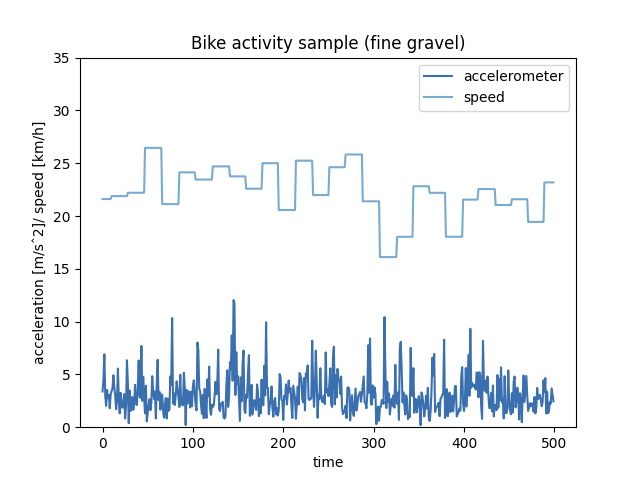 Bike activity sample (fine gravel)
accelerometer
speed
acceleration [m/s^2]/ speed [km/h]
35
30
25
20
15
10
5
0
0 100 200 300 400 500
time